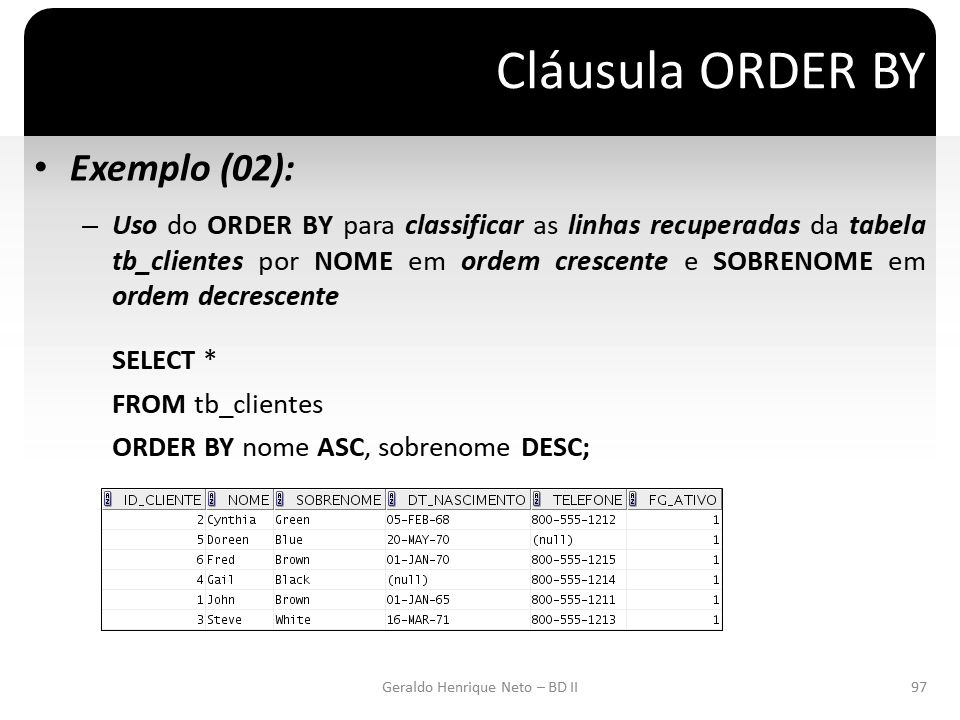 Cláusula ORDER BY
• Exemplo (02):
– Uso do ORDER BY para classificar as linhas recuperadas da tabela
tb_clientes por NOME em ordem crescente e SOBRENOME em
ordem decrescente
SELECT *
FROM tb_clientes
ORDER BY nome ASC, sobrenome DESC;
ID_CLIENTE NOME SOBRENOME DT_NASCIMENTO TELEFONE FG_ATIVO
2 Cynthia Green 05-FEB-68 800-555-1212 1
5 Doreen Blue 20-MAY-70 (null) 1
6 Fred Brown 01-JAN-70 800-555-1215 1
4 Gail Black (null) 800-555-1214 1
1 John Brown 01-JAN-65 800-555-1211 1
3 Steve White 16-MAR-71 800-555-1213 1
Geraldo Henrique Neto – BD II 97